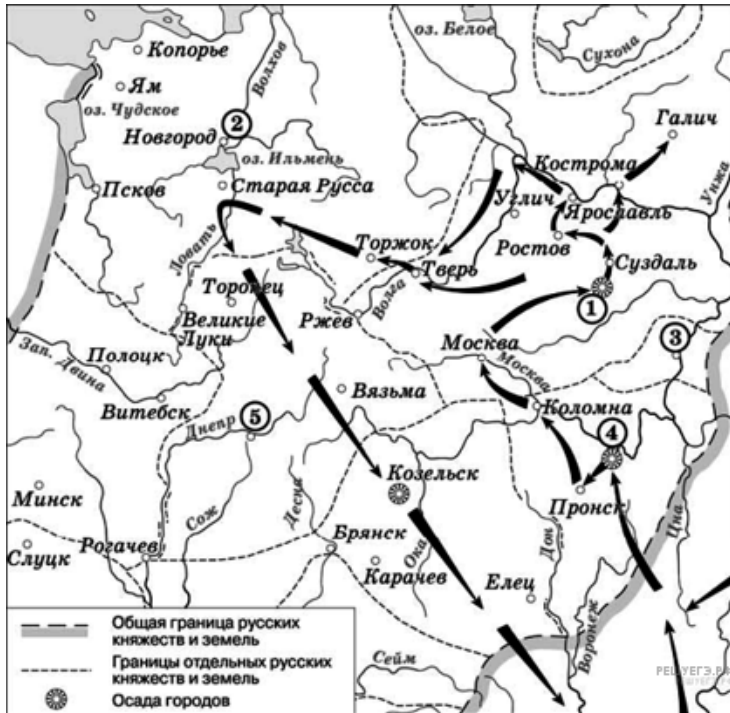 оз. Белое
Сухона
Копорье
Волхов
Ям
оз. Чудское
Галич
Новгород
2
оз. Ильмень
Кострома
Унжа
Псков
Старая Русса
Углич
Ярославль
Ловать
Торжок
Ростов
Тверь
Суздаль
Торопец
Волга
1
Ржев
Великие
Луки
Москва
3
Зап. Двина
Полоцк
Москва
Вязьма
Витебск
Коломна
5
Днепр
4
Козельск
Минск
Пронск
Цна
Сож
Десна
Слуцк
Рогачев
Брянск
Ока
Дон
Карачев
Елец
Воронеж
Сейм
Общая граница русских
княжеств и земель
Границы отдельных русских
княжеств и земель
Осада городов
РЕШУЕГЭ.РФ